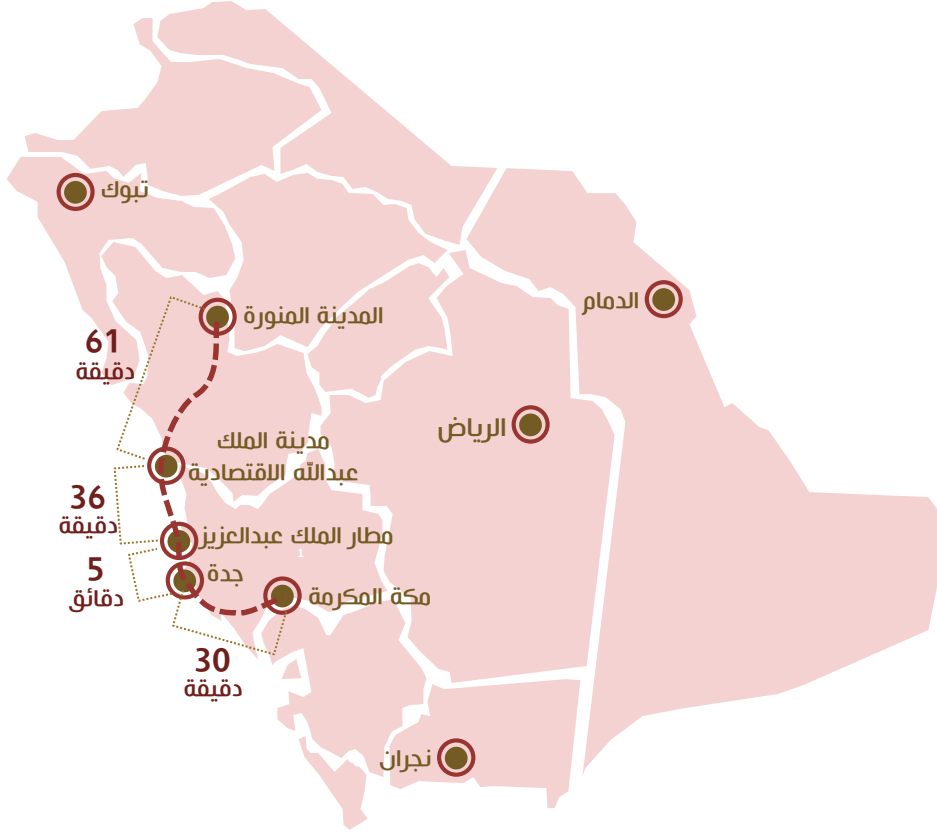 تبوك
المدينة المنورة
الدمام
61
دقيقة
الرياض
مدينة الملك
عبدالله الاقتصادية
36
دقيقة
مطار الملك عبدالعزيز
1
جدة
5
دقائق
مكة المكرمة
30
دقيقة
نجران